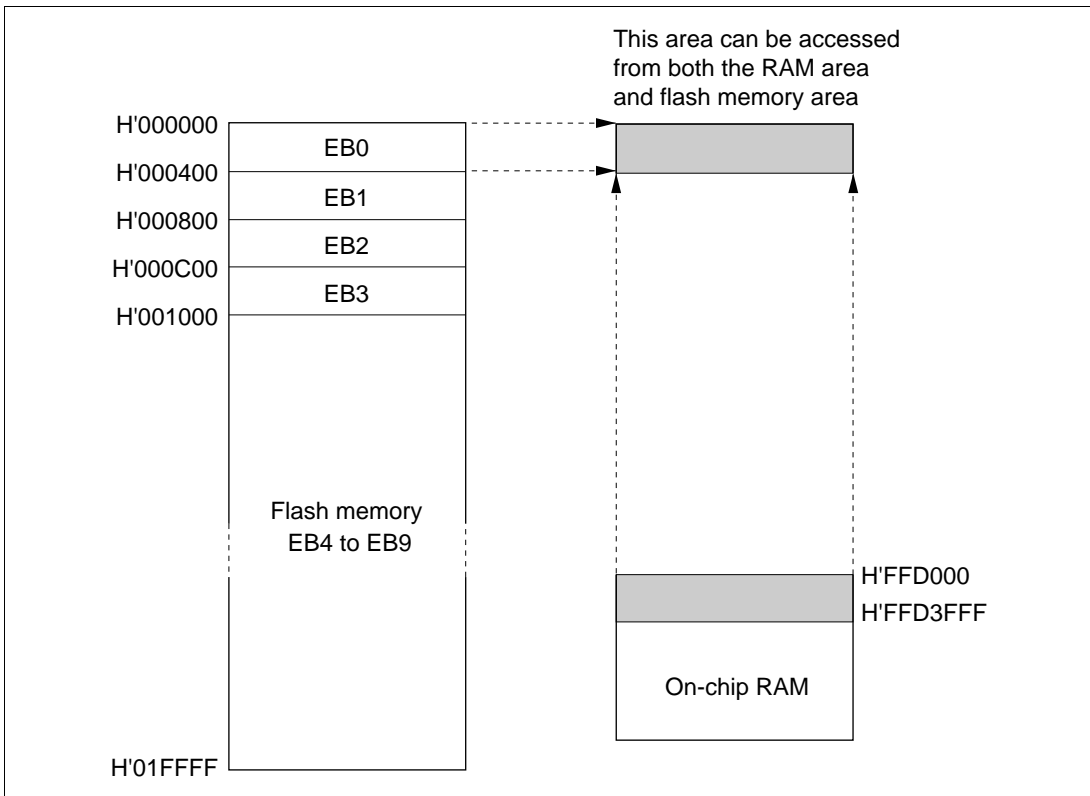 This area can be accessed
from both the RAM area
and flash memory area
H'000000
EB0
H'000400
EB1
H'000800
EB2
H'000C00
EB3
H'001000
Flash memory
EB4 to EB9
H'FFD000
H'FFD3FFF
On-chip RAM
H'01FFFF